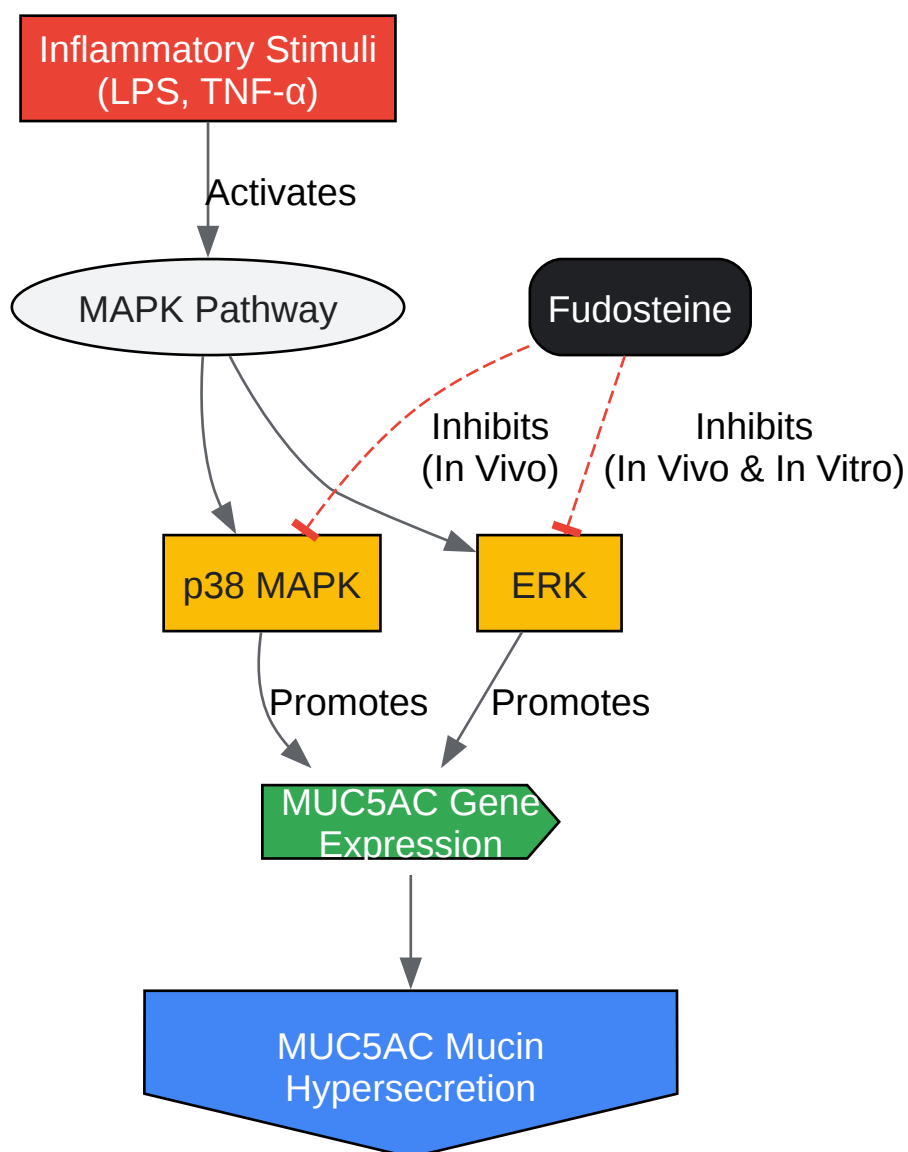 Inflammatory Stimuli
(LPS, TNF-α)
Activates
MAPK Pathway
Fudosteine
Inhibits
(In Vivo)
Inhibits
(In Vivo & In Vitro)
p38 MAPK
ERK
Promotes
Promotes
MUC5AC Gene
Expression
MUC5AC Mucin
Hypersecretion